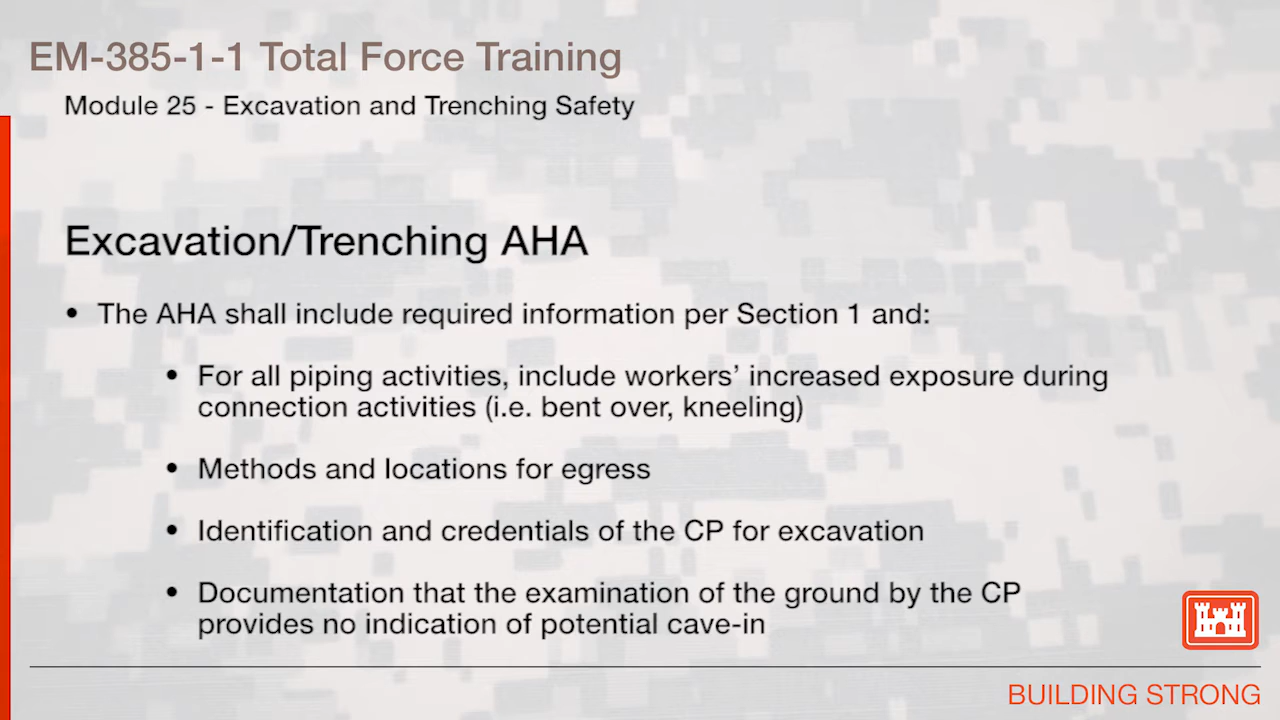 EM-385-1-1 Total Force Training
Module 25 - Excavation and Trenching Safety
Excavation/Trenching AHA
• The AHA shall include required information per Section 1 and:
• For all piping activities, include workers’ increased exposure during
connection activities (i.e. bent over, kneeling)
• Methods and locations for egress
• Identification and credentials of the CP for excavation
• Documentation that the examination of the ground by the CP
provides no indication of potential cave-in
BUILDING STRONG